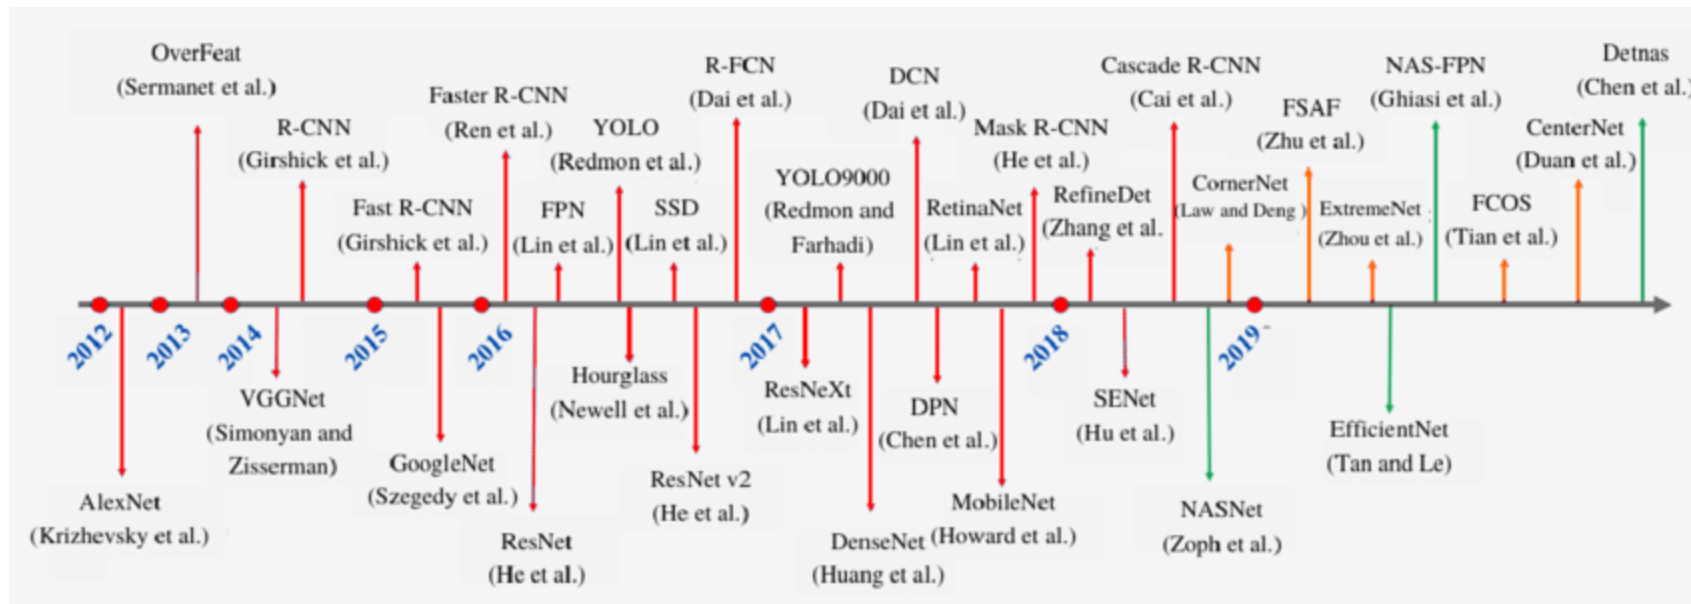 OverFeat
(Sermanet et al.)
R-CNN
(Girshick et al.)
Fast R-CNN
(Girshick et al.)
Faster R-CNN
(Ren et al.)
FPN
(Lin et al.)
YOLO
(Redmon et al.)
SSD
(Lin et al.)
R-FCN
(Dai et al.)
YOLO9000
(Redmon and
Farhadi)
DCN
(Dai et al.)
RetinaNet
(Lin et al.)
Mask R-CNN
(He et al.)
RefineDet
(Zhang et al.
Cascade R-CNN
(Cai et al.)
CornerNet
(Law and Deng )
FSAF
(Zhu et al.)
ExtremeNet
(Zhou et al.)
NAS-FPN
(Ghiasi et al.)
FCOS
(Tian et al.)
CenterNet
(Duan et al.)
Detnas
(Chen et al.)
2012
2013
2014
2015
2016
2017
2018
2019
AlexNet
(Krizhevsky et al.)
VGGNet
(Simonyan and
Zisserman)
GoogleNet
(Szegedy et al.)
ResNet
(He et al.)
Hourglass
(Newell et al.)
ResNet v2
(He et al.)
ResNeXt
(Lin et al.)
DenseNet
(Huang et al.)
DPN
(Chen et al.)
MobileNet
(Howard et al.)
SENet
(Hu et al.)
NASNet
(Zoph et al.)
EfficientNet
(Tan and Le)